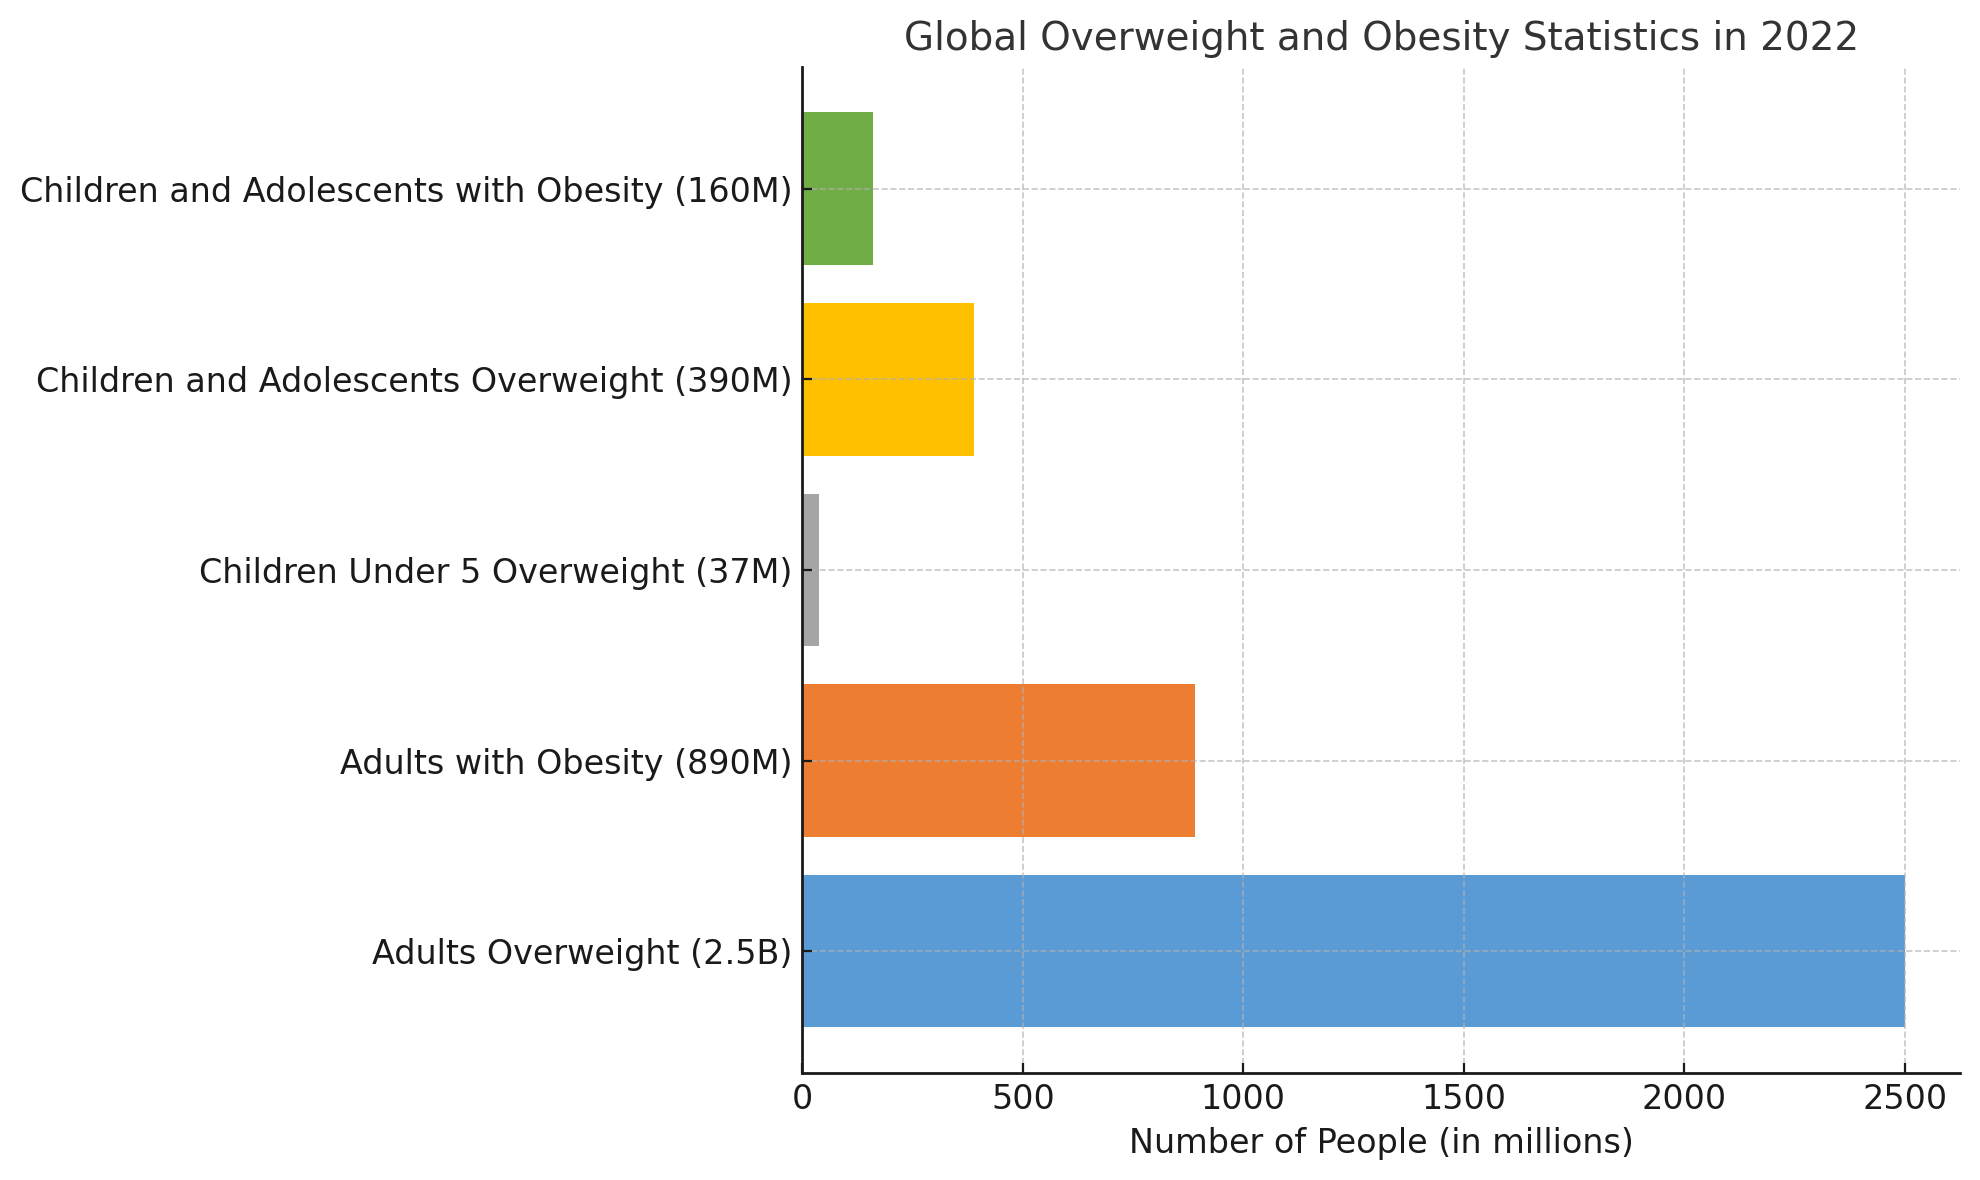 Global Overweight and Obesity Statistics in 2022
Children and Adolescents with Obesity (160M)
Children and Adolescents Overweight (390M)
Children Under 5 Overweight (37M)
Adults with Obesity (890M)
Adults Overweight (2.5B)
0 500 1000 1500 2000 2500
Number of People (in millions)